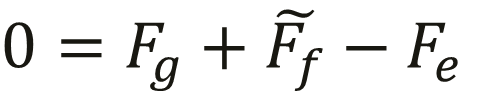 0 = F_g + \widetilde{F}_f − F_e